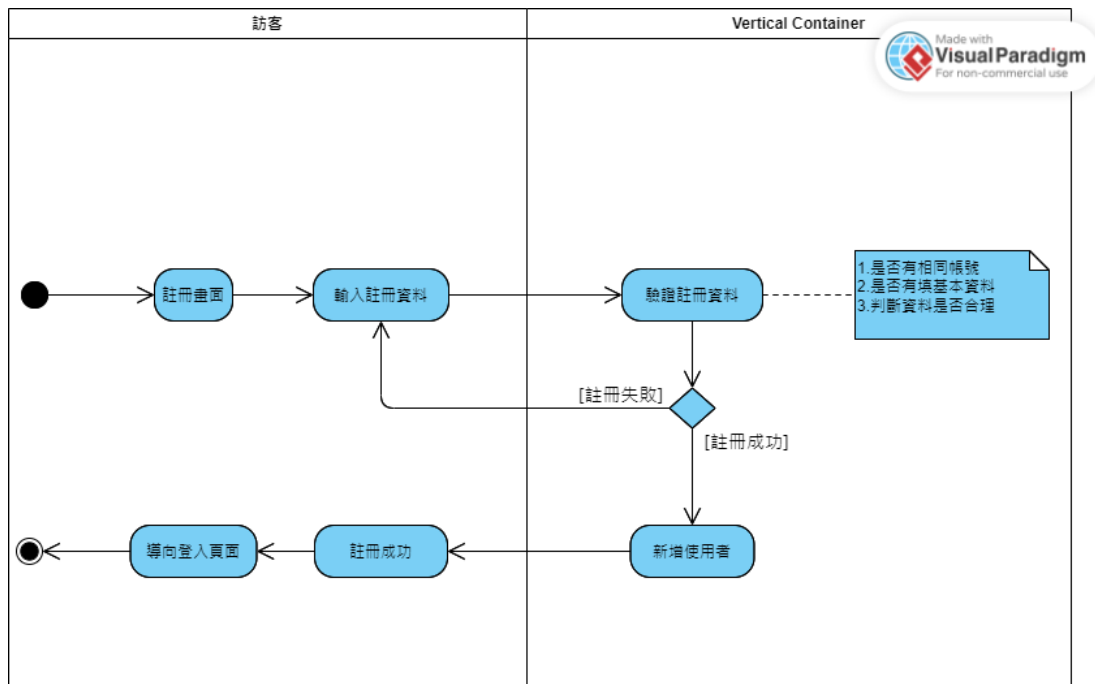 訪客
Vertical Container
Made with
Visual Paradigm
For non-commercial use
註冊畫面
輸入註冊資料
驗證註冊資料
1.是否有相同帳號
2.是否有填基本資料
3.判斷資料是否合理
[註冊失敗]
[註冊成功]
導向登入頁面
註冊成功
新增使用者